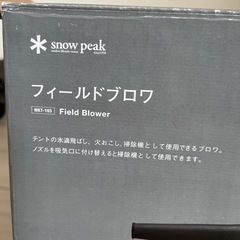 snow peak
フィールドブロワ
MKT-103 Field Blower
テントの水滴飛ばし、火おこし、掃除機として使用できるブロワ。
ノズルを吸気口に付け替えると掃除機として使用できます。